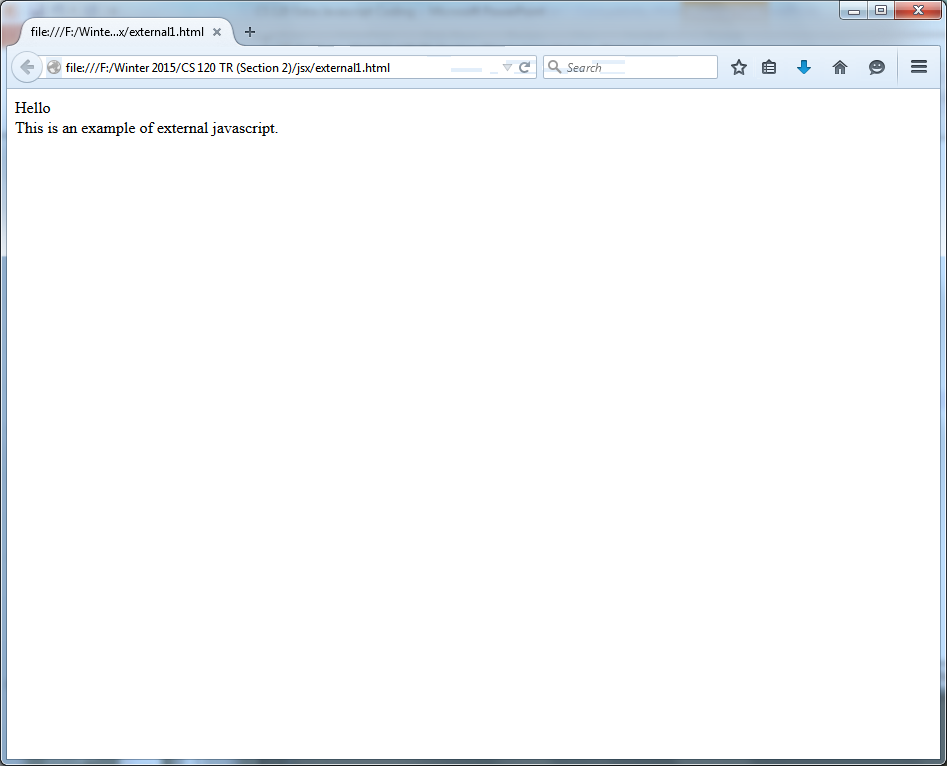 file:///F:/Winte...x/external1.html
file:///F:/Winter 2015/CS 120 TR (Section 2)/jsx/external1.html
Search
Hello
This is an example of external javascript.